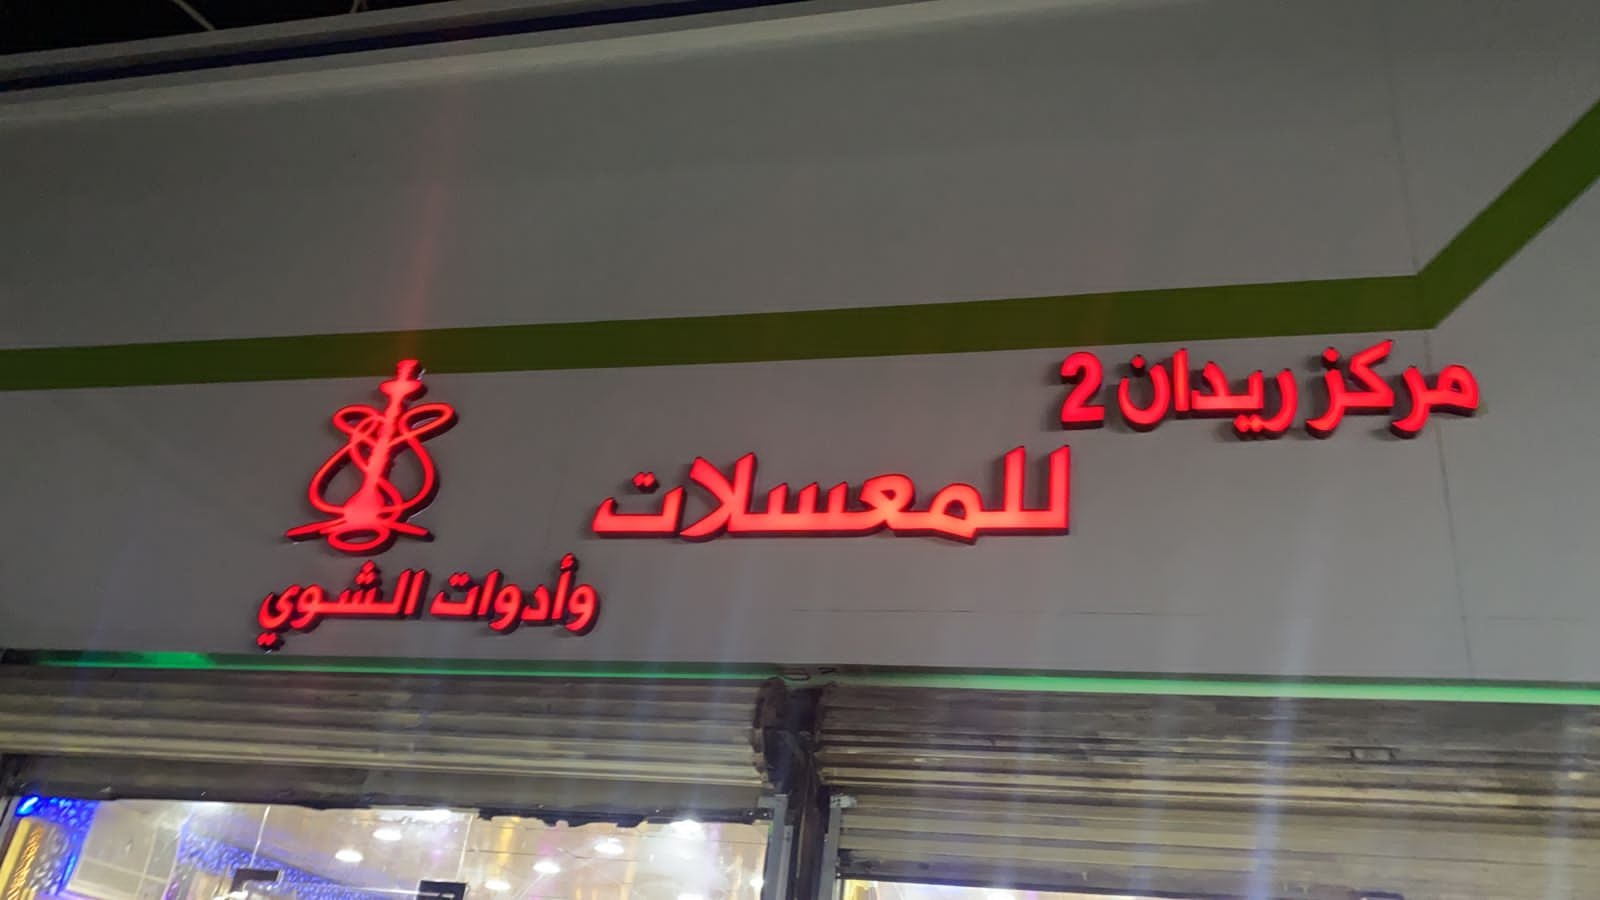 مركز ريدان 2
للمعسلات
وأدوات الشوي